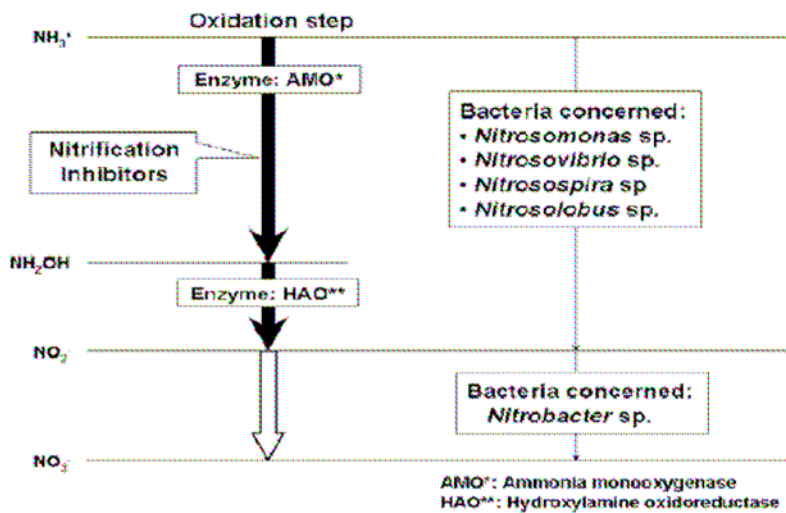 Oxidation step
NH₃⁺
Enzyme: AMO*
Bacteria concerned:
• Nitrosomonas sp.
• Nitrosovibrio sp.
• Nitrosospira sp
• Nitrosolobus sp.
Nitrification
Inhibitors
NH₂OH
Enzyme: HAO**
NO₂⁻
Bacteria concerned:
Nitrobacter sp.
NO₃⁻
AMO*: Ammonia monooxygenase
HAO**: Hydroxylamine oxidoreductase